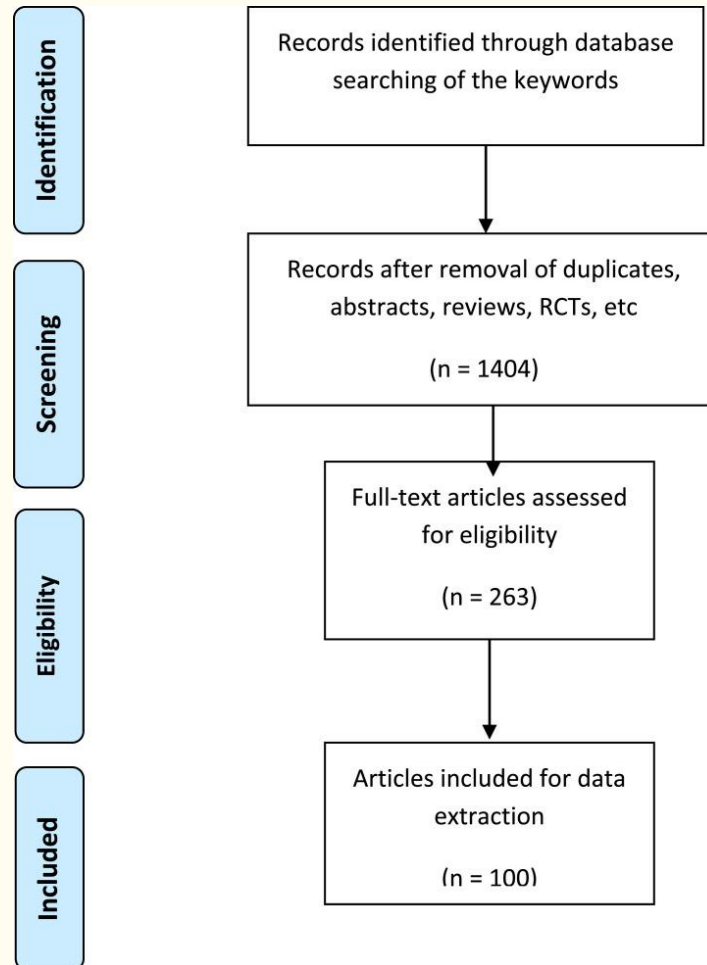 Identification
Records identified through database
searching of the keywords
Screening
Records after removal of duplicates,
abstracts, reviews, RCTs, etc
(n = 1404)
Eligibility
Full-text articles assessed
for eligibility
(n = 263)
Included
Articles included for data
extraction
(n = 100)